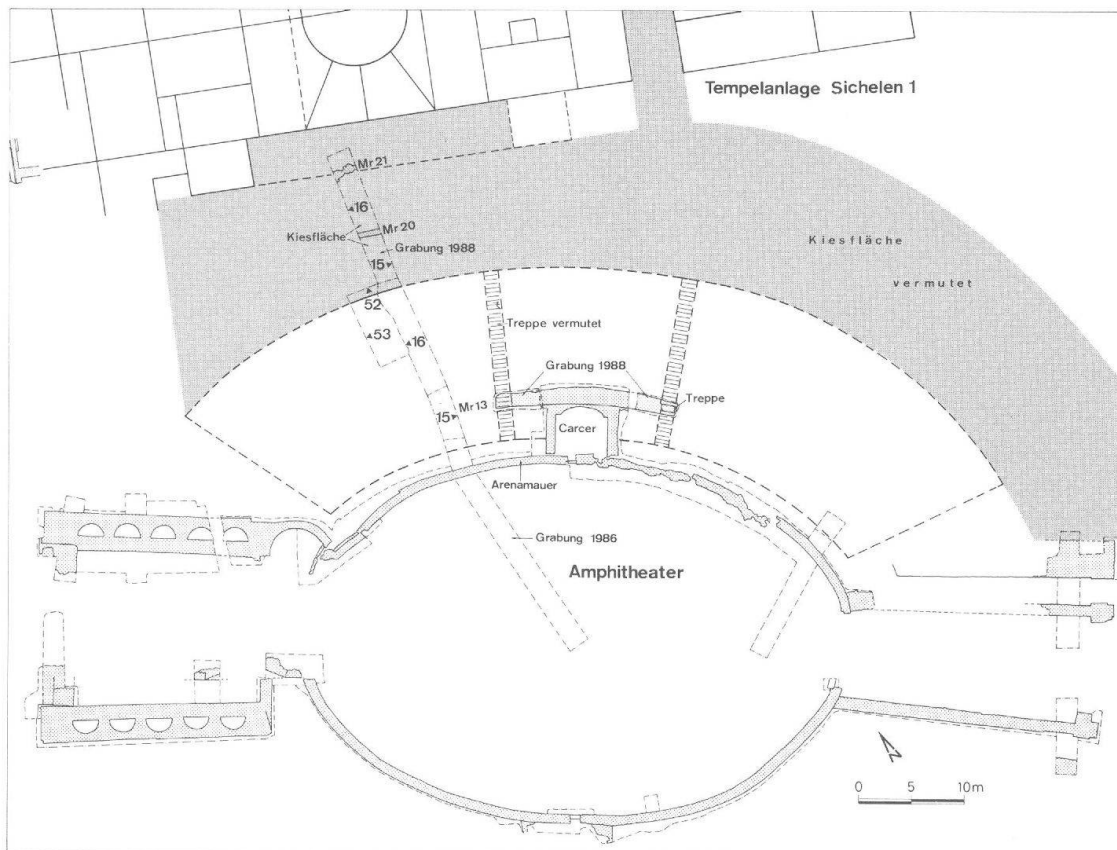 Tempelanlage Sichelen 1
Mr 21
16
Mr 20
Kiesfläche
Grabung 1988
15
Kiesfläche
vermutet
52
53
16
Treppe vermutet
Grabung 1988
Mr 13
15
Treppe
Carcer
Arenamauer
Grabung 1986
Amphitheater
N
0 5 10m